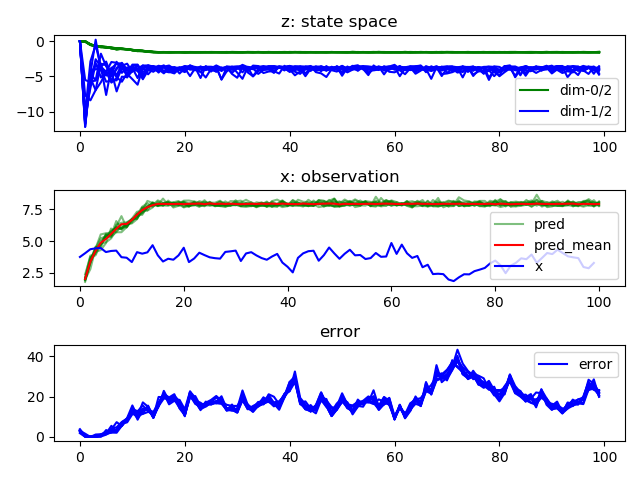 z: state space
0
−5
−10
dim-0/2
dim-1/2
0 20 40 60 80 100
x: observation
7.5
5.0
2.5
pred
pred_mean
x
0 20 40 60 80 100
error
40
20
0
error
0 20 40 60 80 100